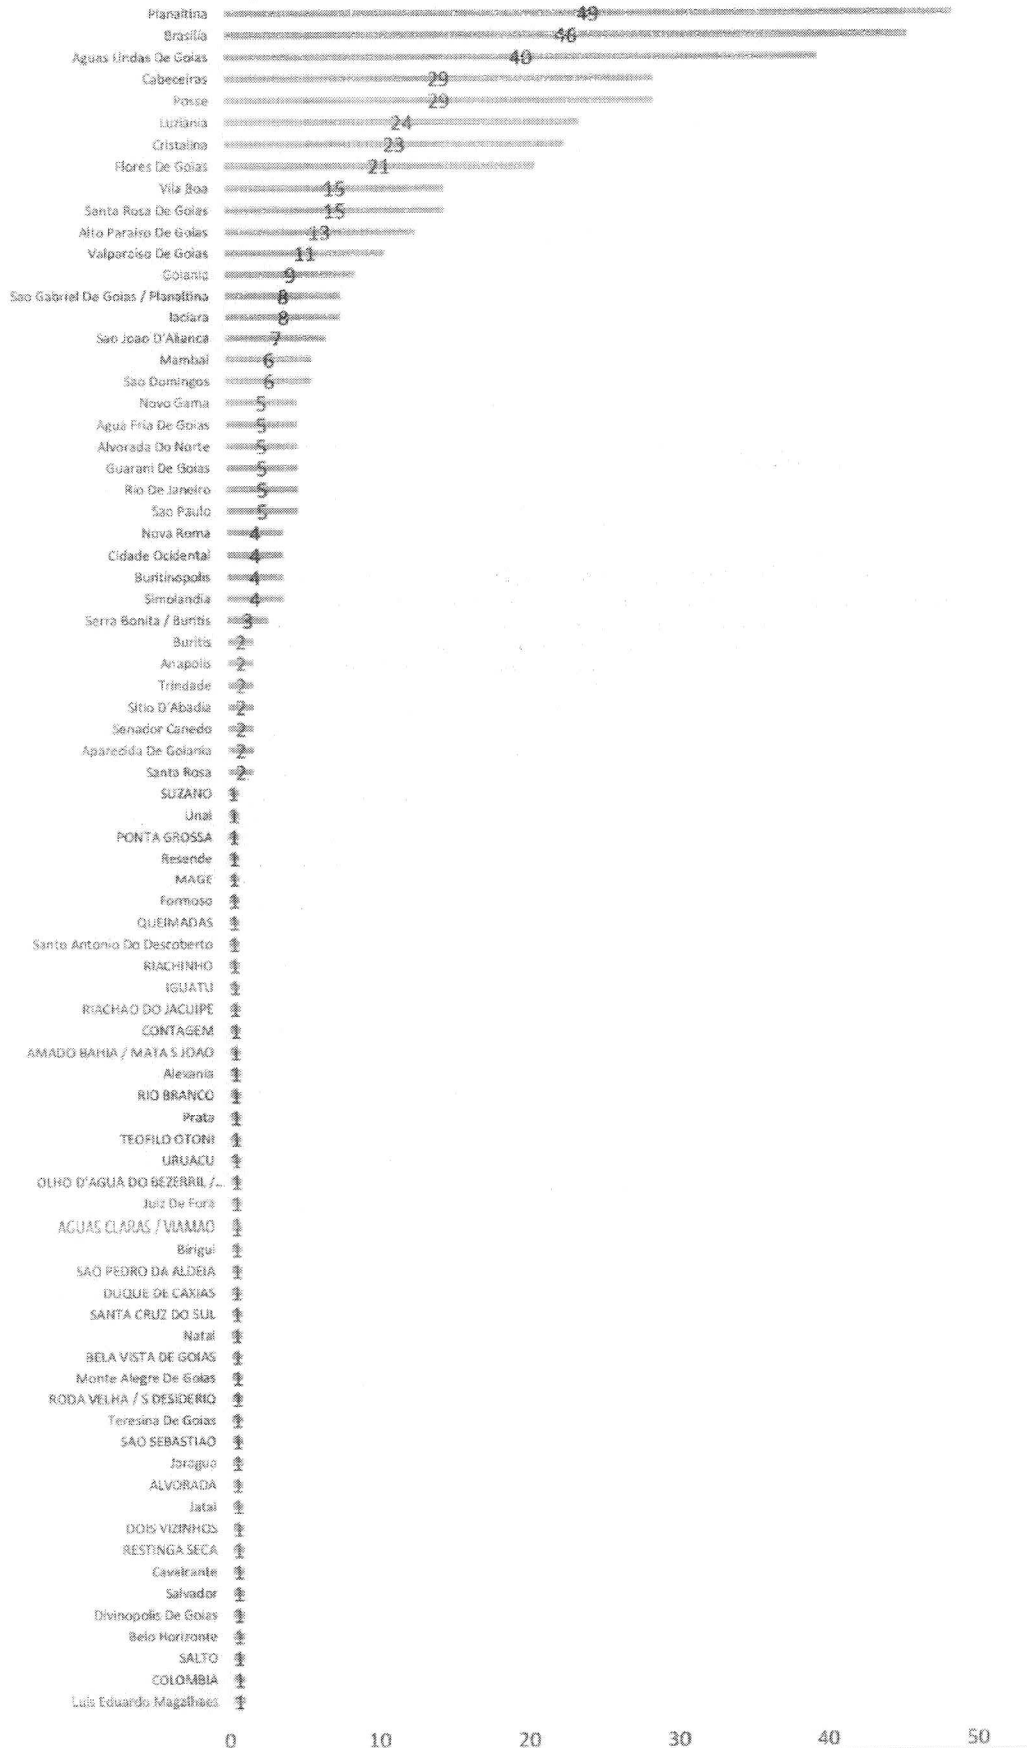 Planaltina 49
Brasilia 46
Aguas Lindas De Goias 40
Cabeceiras 29
Posse 29
Luziania 24
Cristalina 23
Flores De Goias 21
Vila Boa 15
Santa Rosa De Goias 15
Alto Paraiso De Goias 13
Valparaiso De Goias 11
Goiania 9
Sao Gabriel De Goias / Planaltina 8
Iaciara 8
Sao Joao D'Alianca 7
Mambai 6
Sao Domingos 6
Novo Gama 5
Agua Fria De Goias 5
Alvorada Do Norte 5
Guarani De Goias 5
Rio De Janeiro 5
Sao Paulo 5
Nova Roma 4
Cidade Ocidental 4
Buritinopolis 4
Simolandia 4
Serra Bonita / Buritis 3
Buritis 2
Anapolis 2
Trindade 2
Sitio D'Abadia 2
Senador Canedo 2
Aparecida De Goiania 2
Santa Rosa 2
SUZANO 1
Unai 1
PONTA GROSSA 1
Resende 1
MAGE 1
Formoso 1
QUEIMADAS 1
Santo Antonio Do Descoberto 1
RIACHINHO 1
IGUATU 1
RIACHAO DO JACUIPE 1
CONTAGEM 1
AMADO BAHIA / MATA S JOAO 1
Alexania 1
RIO BRANCO 1
Prata 1
TEOFILO OTONI 1
URUACU 1
OLHO D'AGUA DO BEZERRIL /... 1
Juiz De Fora 1
AGUAS CLARAS / VIAMAO 1
Birigui 1
SAO PEDRO DA ALDEIA 1
DUQUE DE CAXIAS 1
SANTA CRUZ DO SUL 1
Natal 1
BELA VISTA DE GOIAS 1
Monte Alegre De Goias 1
RODA VELHA / S DESIDERIO 1
Teresina De Goias 1
SAO SEBASTIAO 1
Jaragua 1
ALVORADA 1
Jatai 1
DOIS VIZINHOS 1
RESTINGA SECA 1
Cavalcante 1
Salvador 1
Divinopolis De Goias 1
Belo Horizonte 1
SALTO 1
COLOMBIA 1
Luis Eduardo Magalhaes 1
0 10 20 30 40 50